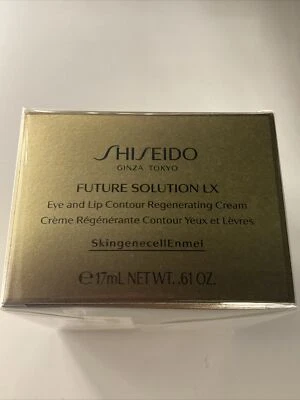 SHISEIDO
GINZA TOKYO
FUTURE SOLUTION LX
Eye and Lip Contour Regenerating Cream
Crème Régénérante Contour Yeux et Lèvres
SkingenecellEnmei
℮17mL NET WT. .61 OZ.